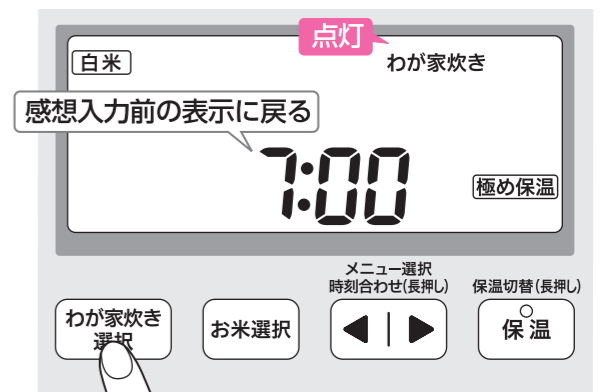 点灯
白米
わが家炊き
感想入力前の表示に戻る
7:00
極め保温
メニュー選択
時刻合わせ(長押し)
保温切替(長押し)
わが家炊き
選択
お米選択
保温